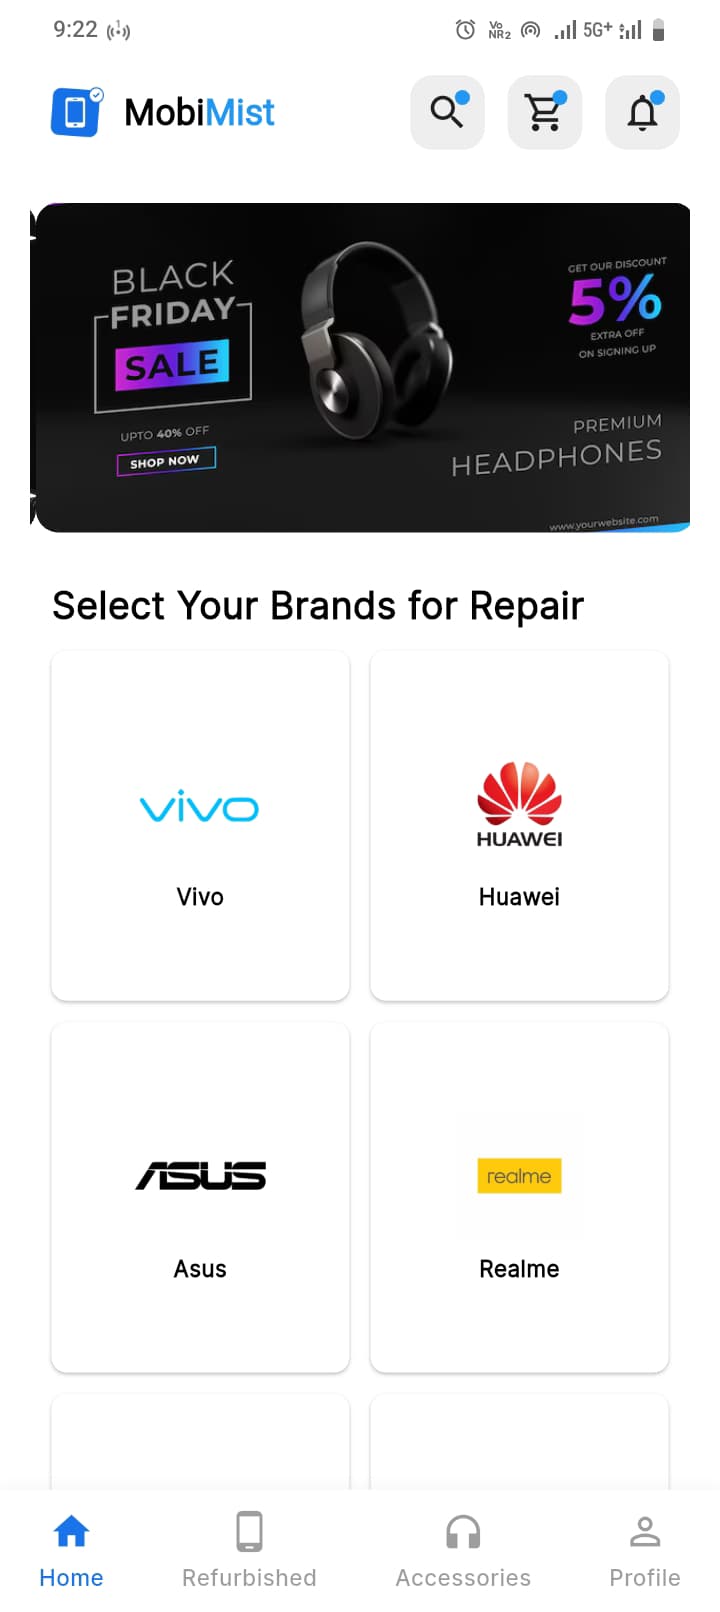 9:22
Vo
NR2
5G+
MobiMist
BLACK
FRIDAY
SALE
UPTO 40% OFF
SHOP NOW
GET OUR DISCOUNT
5%
EXTRA OFF
ON SIGNING UP
PREMIUM
HEADPHONES
www.yourwebsite.com
Select Your Brands for Repair
vivo
Vivo
HUAWEI
Huawei
ASUS
Asus
realme
Realme
Home
Refurbished
Accessories
Profile